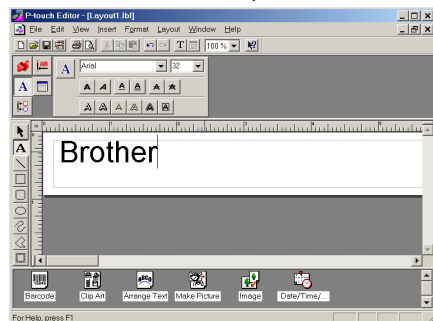 P-touch Editor - [Layout1.lbl]
File Edit View Insert Format Layout Window Help
100 %
Arial 32
Brother
Barcode Clip Art Arrange Text Make Picture Image Date/Time/...
For Help, press F1